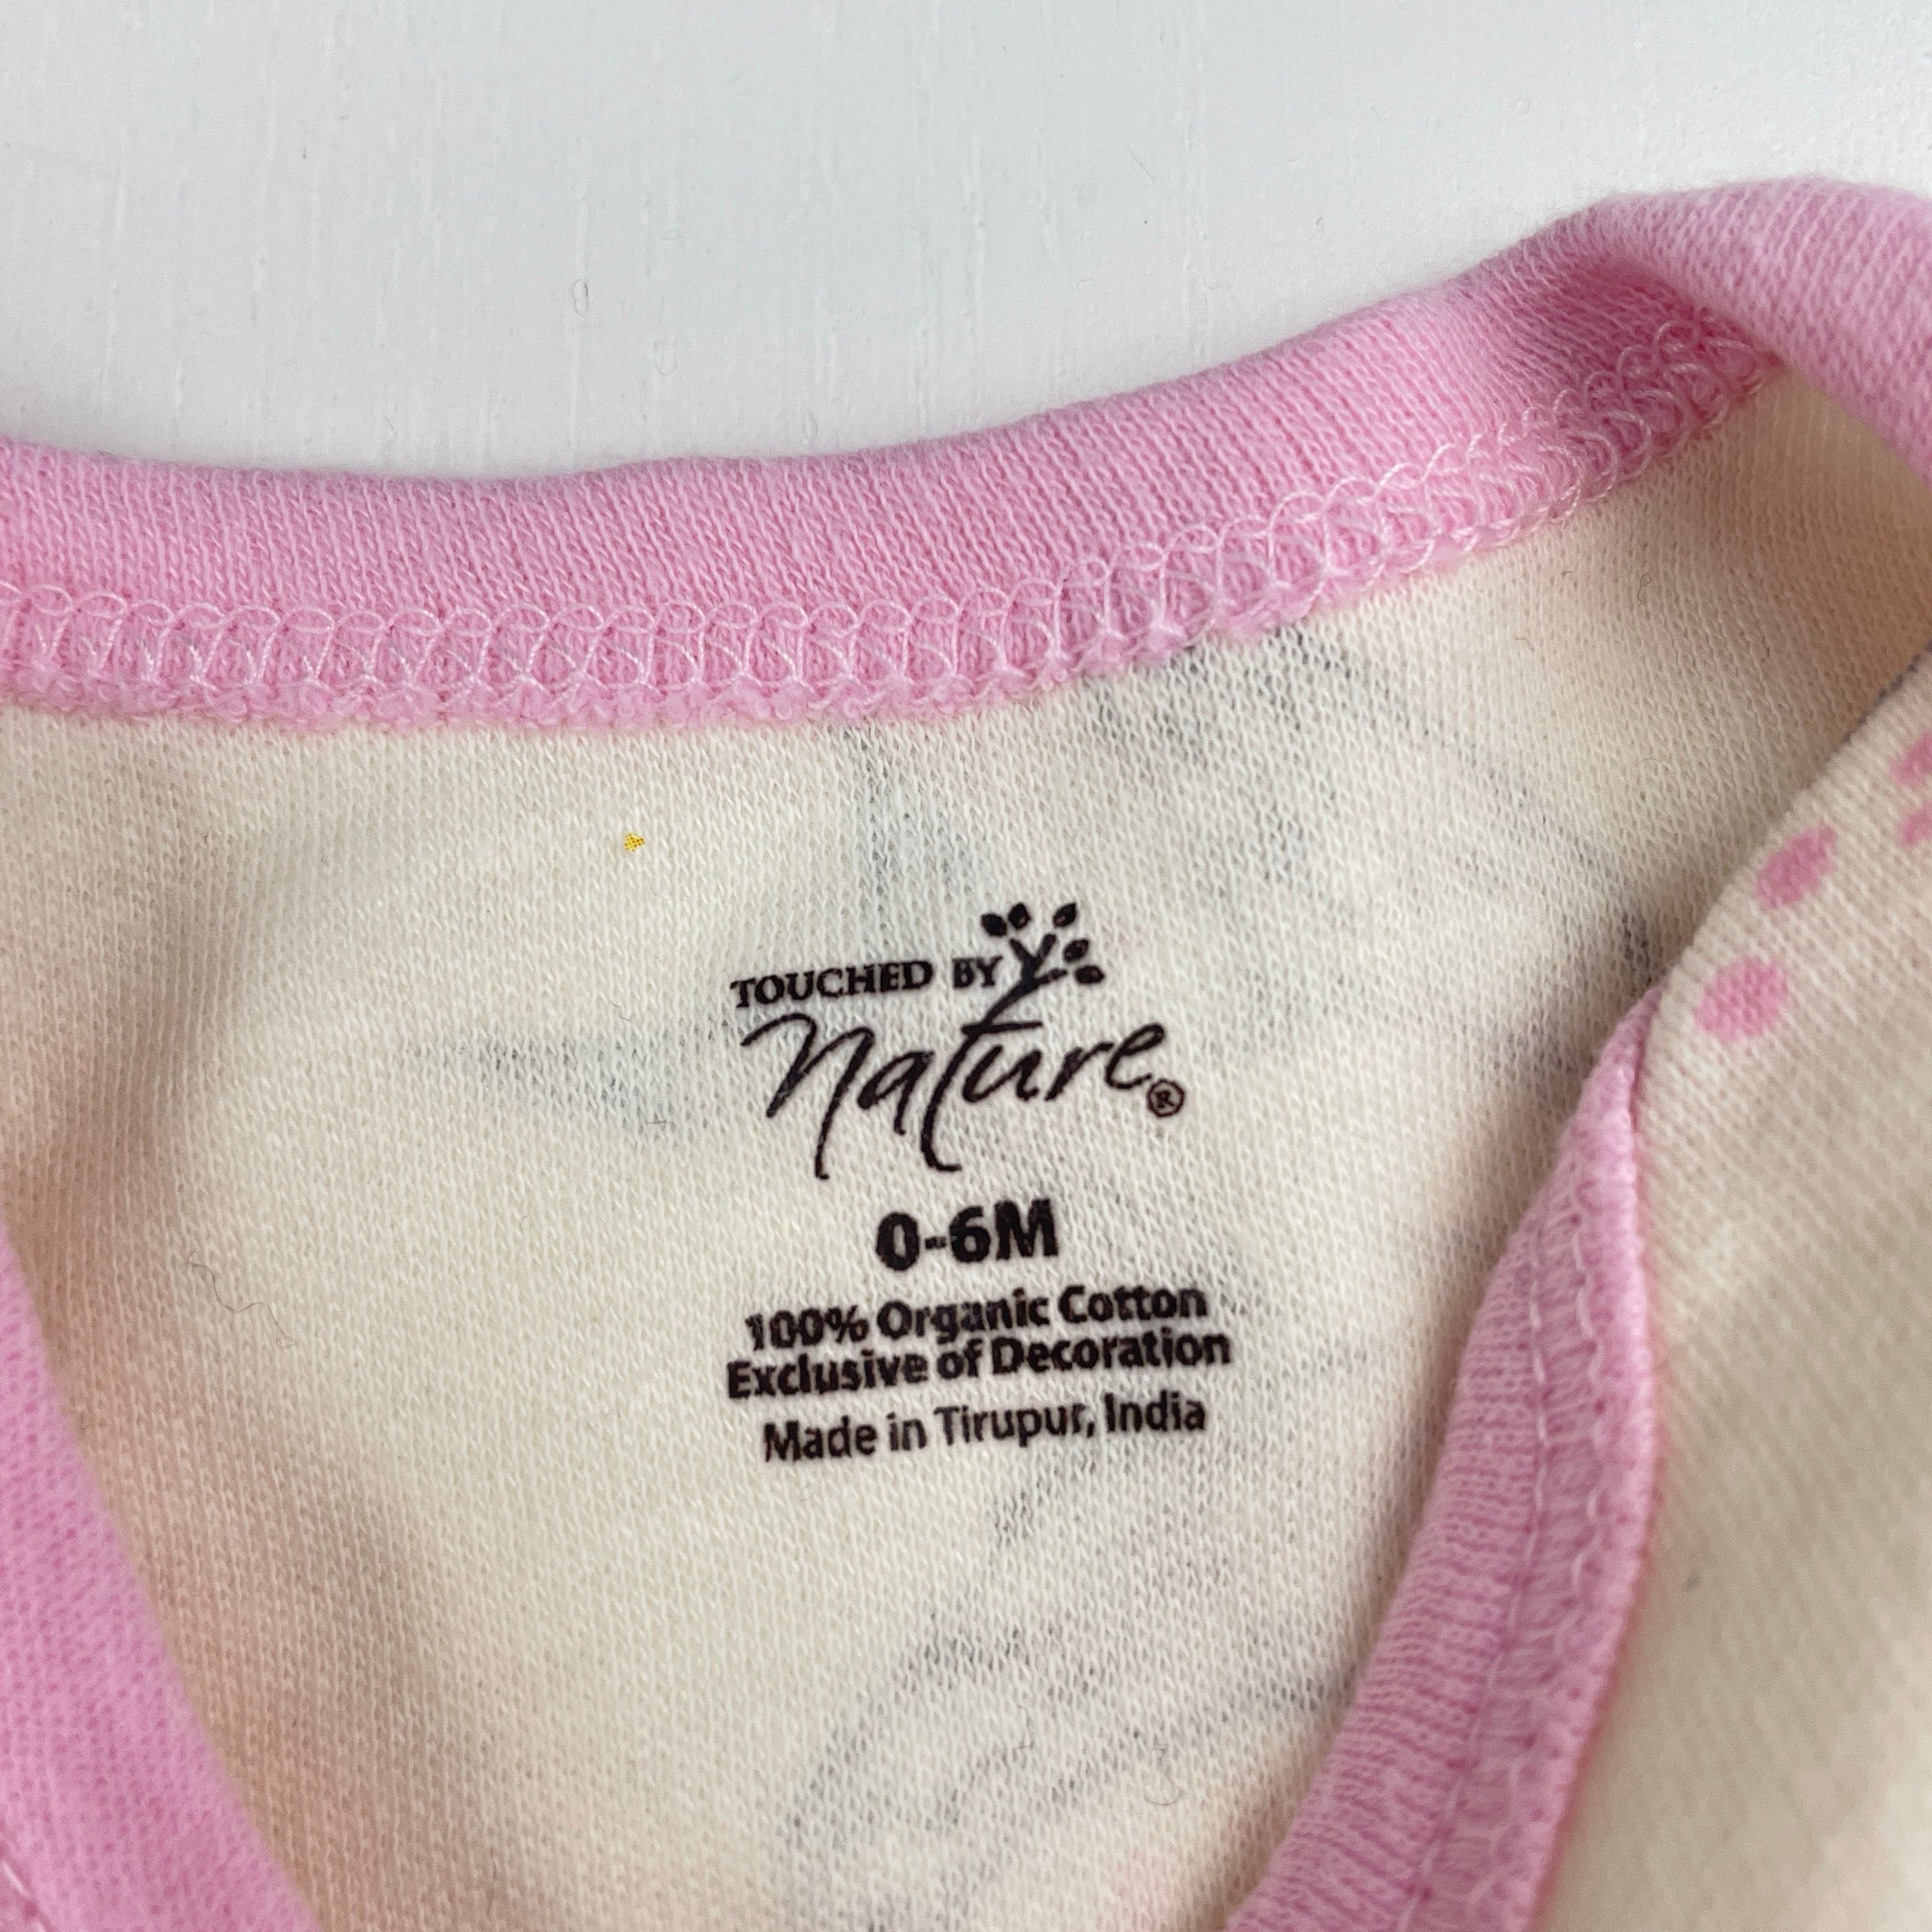 TOUCHED BY
Nature®
0-6M
100% Organic Cotton
Exclusive of Decoration
Made in Tirupur, India